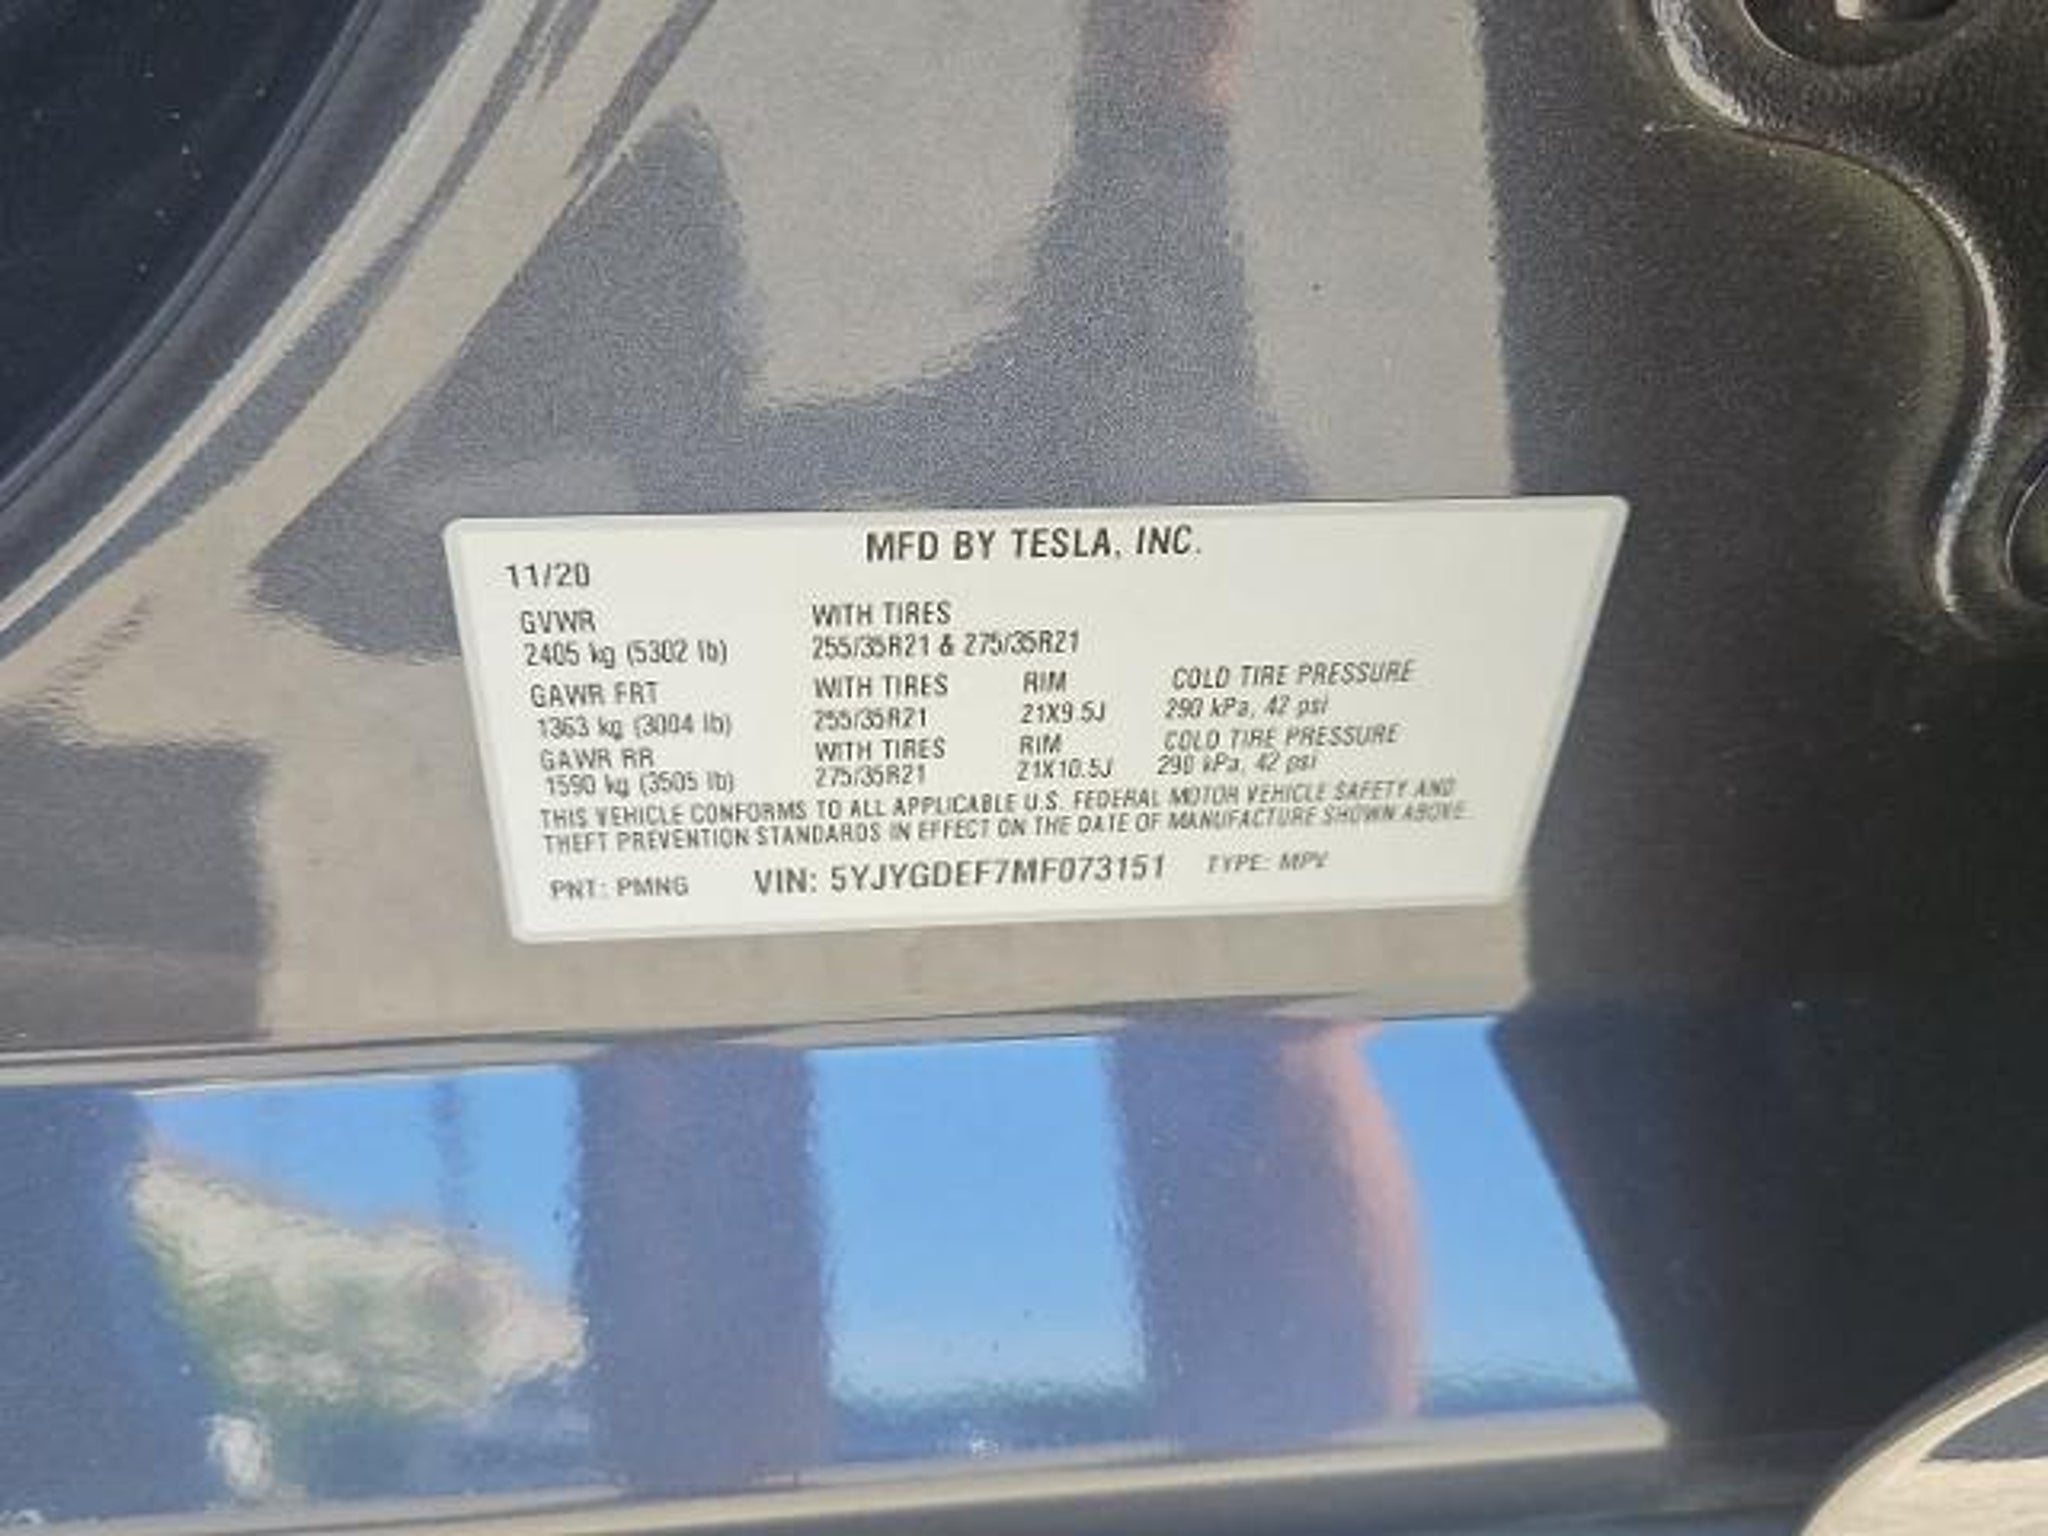 MFD BY TESLA, INC.
11/20
GVWR WITH TIRES
2405 kg (5302 lb) 255/35R21 & 275/35R21
GAWR FRT WITH TIRES RIM COLD TIRE PRESSURE
1363 kg (3004 lb) 255/35R21 21X9.5J 290 kPa, 42 psi
GAWR RR WITH TIRES RIM COLD TIRE PRESSURE
1590 kg (3505 lb) 275/35R21 21X10.5J 290 kPa, 42 psi
THIS VEHICLE CONFORMS TO ALL APPLICABLE U.S. FEDERAL MOTOR VEHICLE SAFETY AND
THEFT PREVENTION STANDARDS IN EFFECT ON THE DATE OF MANUFACTURE SHOWN ABOVE.
PNT: PMNG VIN: 5YJYGDEF7MF073151 TYPE: MPV